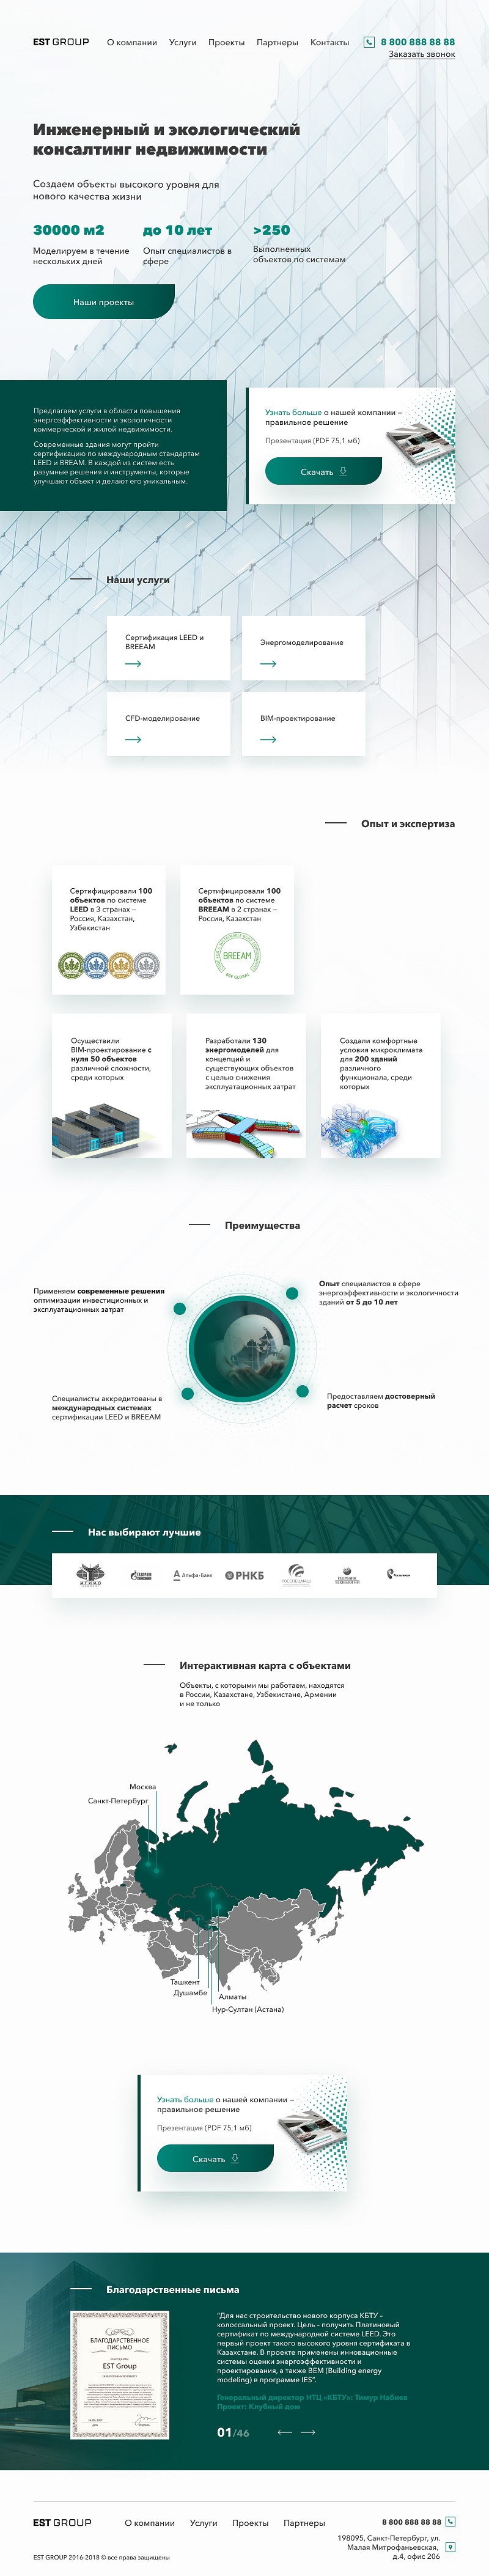 EST GROUP
О компании
Услуги
Проекты
Партнеры
Контакты
8 800 888 88 88
Заказать звонок
Инженерный и экологический
консалтинг недвижимости
Создаем объекты высокого уровня для
нового качества жизни
30000 м2
Моделируем в течение
нескольких дней
до 10 лет
Опыт специалистов в
сфере
>250
Выполненных
объектов по системам
Наши проекты
Предлагаем услуги в области повышения
энергоэффективности и экологичности
коммерческой и жилой недвижимости.
Современные здания могут пройти
сертификацию по международным стандартам
LEED и BREAM. В каждой из систем есть
разумные решения и инструменты, которые
улучшают объект и делают его уникальным.
Узнать больше о нашей компании –
правильное решение
Презентация (PDF 75,1 мб)
Скачать
Наши услуги
Сертификация LEED и
BREEAM
Энергомоделирование
CFD-моделирование
BIM-проектирование
Опыт и экспертиза
Сертифицировали 100
объектов по системе
LEED в 3 странах –
Россия, Казахстан,
Узбекистан
Сертифицировали 100
объектов по системе
BREEAM в 2 странах –
Россия, Казахстан
BREEAM
BRE GLOBAL
Осуществили
BIM-проектирование с
нуля 50 объектов
различной сложности,
среди которых
Разработали 130
энергомоделей для
концепций и
существующих объектов
с целью снижения
эксплуатационных затрат
Создали комфортные
условия микроклимата
для 200 зданий
различного
функционала, среди
которых
Преимущества
Применяем современные решения
оптимизации инвестиционных и
эксплуатационных затрат
Опыт специалистов в сфере
энергоэффективности и экологичности
зданий от 5 до 10 лет
Специалисты аккредитованы в
международных системах
сертификации LEED и BREEAM
Предоставляем достоверный
расчет сроков
Нас выбирают лучшие
Альфа·Банк
РНКБ
Интерактивная карта с объектами
Объекты, с которыми мы работаем, находятся
в России, Казахстане, Узбекистане, Армении
и не только
Москва
Санкт-Петербург
Ташкент
Душамбе
Алматы
Нур-Султан (Астана)
Узнать больше о нашей компании –
правильное решение
Презентация (PDF 75,1 мб)
Скачать
Благодарственные письма
БЛАГОДАРСТВЕННОЕ
ПИСЬМО
EST Group
"Для нас строительство нового корпуса КБТУ –
колоссальный проект. Цель – получить Платиновый
сертификат по международной системе LEED. Это
первый проект такого высокого уровня сертификата в
Казахстане. В проекте применены инновационные
системы оценки энергоэффективности и
проектирования, а также BEM (Building energy
modeling) в программе IES".
Генеральный директор НТЦ «КБТУ»: Тимур Набиев
Проект: Клубный дом
01/46
EST GROUP
О компании
Услуги
Проекты
Партнеры
8 800 888 88 88
198095, Санкт-Петербург, ул.
Малая Митрофаньевская,
д.4, офис 206
EST GROUP 2016-2018 © все права защищены